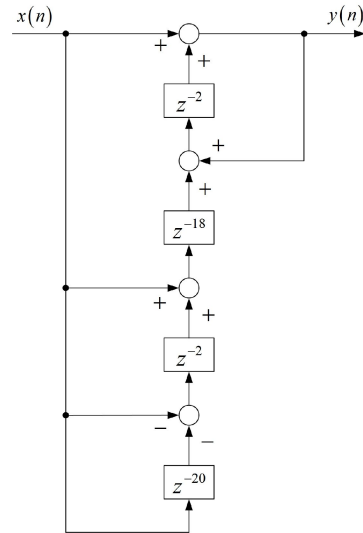 x(n) y(n)
+
+
z⁻²
+
+
z⁻¹⁸
+
+
z⁻²
−
−
z⁻²⁰